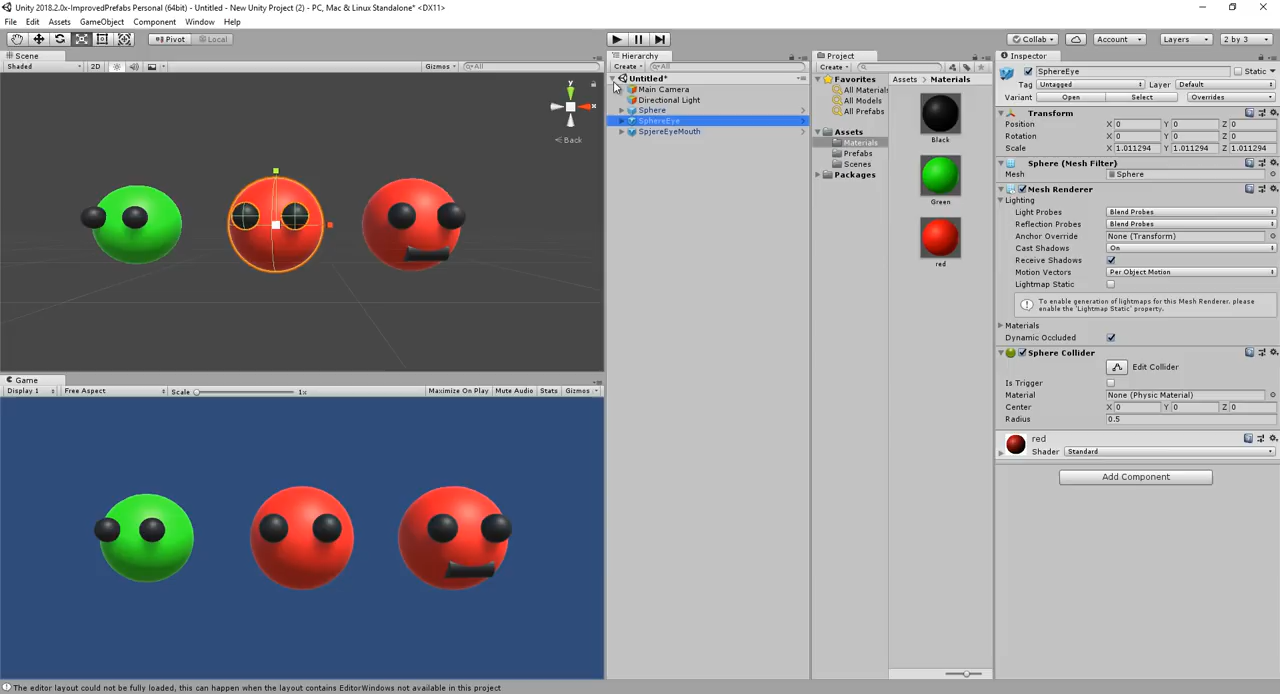 Unity 2018.2.0x-ImprovedPrefabs Personal (64bit) - Untitled - New Unity Project (2) - PC, Mac & Linux Standalone* <DX11>
File Edit Assets GameObject Component Window Help
Pivot Local
Collab Account Layers 2 by 3
Scene
Shaded 2D Gizmos All
y
x
Back
Game
Display 1 Free Aspect Scale 1x Maximize On Play Mute Audio Stats Gizmos
Hierarchy
Create All
Untitled*
Main Camera
Directional Light
Sphere
SphereEye
SpjereEyeMouth
Project
Create
Favorites
All Materials
All Models
All Prefabs
Assets
Materials
Prefabs
Scenes
Packages
Assets Materials
Black
Green
red
Inspector
SphereEye Static
Tag Untagged Layer Default
Variant Open Select Overrides
Transform
Position X 0 Y 0 Z 0
Rotation X 0 Y 0 Z 0
Scale X 1.011294 Y 1.011294 Z 1.011294
Sphere (Mesh Filter)
Mesh Sphere
Mesh Renderer
Lighting
Light Probes Blend Probes
Reflection Probes Blend Probes
Anchor Override None (Transform)
Cast Shadows On
Receive Shadows
Motion Vectors Per Object Motion
Lightmap Static
To enable generation of lightmaps for this Mesh Renderer, please
enable the 'Lightmap Static' property.
Materials
Dynamic Occluded
Sphere Collider
Edit Collider
Is Trigger
Material None (Physic Material)
Center X 0 Y 0 Z 0
Radius 0.5
red
Shader Standard
Add Component
The editor layout could not be fully loaded, this can happen when the layout contains EditorWindows not available in this project